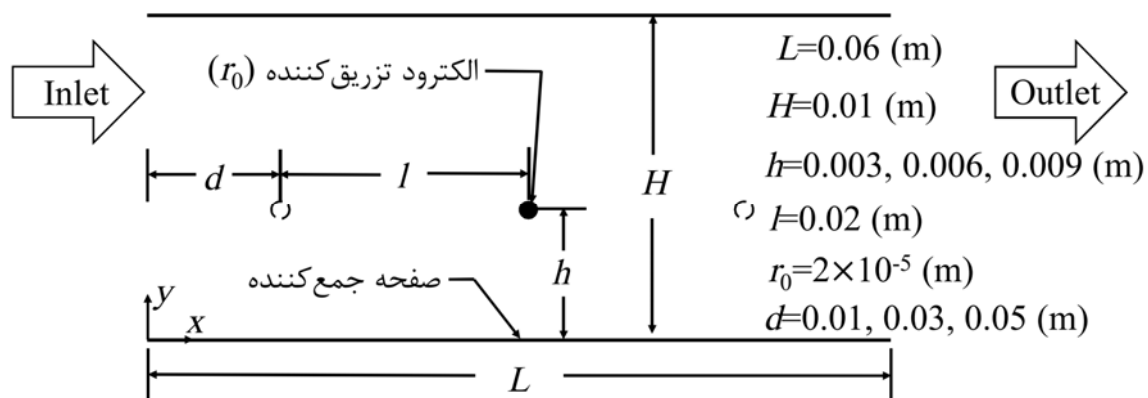 Inlet
الکترود تزریق‌کننده (r₀)
d
l
H
h
صفحه جمع‌کننده
y
x
L
L=0.06 (m)
H=0.01 (m)
h=0.003, 0.006, 0.009 (m)
l=0.02 (m)
r₀=2×10⁻⁵ (m)
d=0.01, 0.03, 0.05 (m)
Outlet